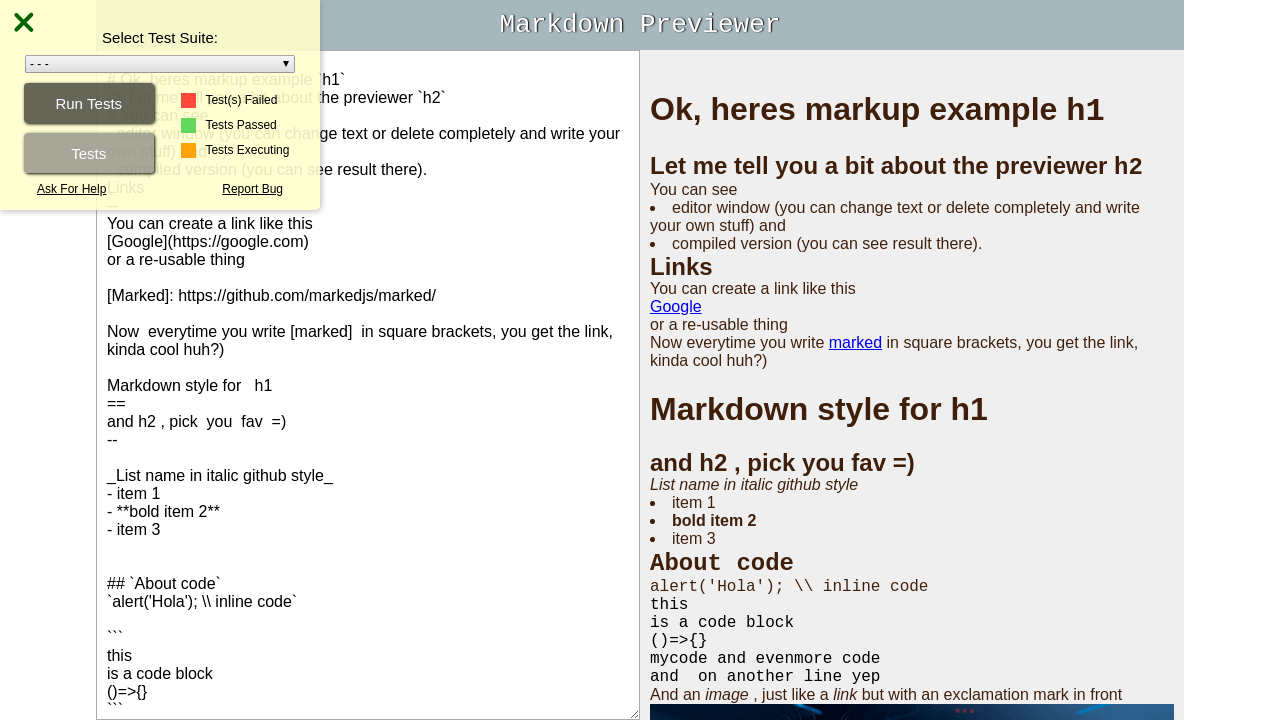 Markdown Previewer
Select Test Suite:
- - -
Run Tests
Tests
Test(s) Failed
Tests Passed
Tests Executing
Ask For Help
Report Bug
# Ok, heres markup example `h1`
## Let me tell you a bit about the previewer `h2`
> You can see
- editor window (you can change text or delete completely and write your
own stuff) and
- compiled version (you can see result there).
Links
--
You can create a link like this
[Google](https://google.com)
or a re-usable thing
[Marked]: https://github.com/markedjs/marked/
Now  everytime you write [marked]  in square brackets, you get the link,
kinda cool huh?)
Markdown style for   h1
==
and h2 , pick  you  fav  =)
--
_List name in italic github style_
- item 1
- **bold item 2**
- item 3
## `About code`
`alert('Hola'); \\ inline code`
```
this
is a code block
()=>{}
```
Ok, heres markup example h1
Let me tell you a bit about the previewer h2
You can see
• editor window (you can change text or delete completely and write
your own stuff) and
• compiled version (you can see result there).
Links
You can create a link like this
Google
or a re-usable thing
Now everytime you write marked in square brackets, you get the link,
kinda cool huh?)
Markdown style for h1
and h2 , pick you fav =)
List name in italic github style
• item 1
• bold item 2
• item 3
About code
alert('Hola'); \\ inline code
this
is a code block
()=>{}
mycode and evenmore code
and  on another line yep
And an image , just like a link but with an exclamation mark in front